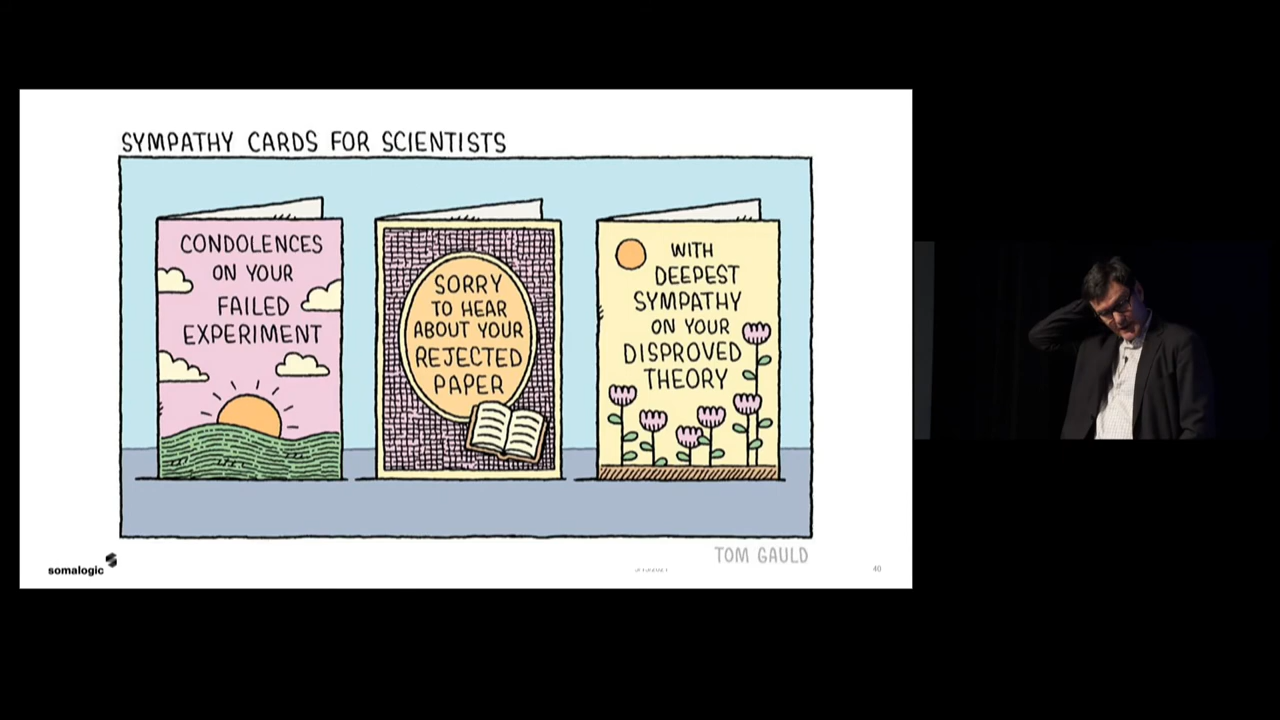 SYMPATHY CARDS FOR SCIENTISTS
CONDOLENCES
ON YOUR
FAILED
EXPERIMENT
SORRY
TO HEAR
ABOUT YOUR
REJECTED
PAPER
WITH
DEEPEST
SYMPATHY
ON YOUR
DISPROVED
THEORY
TOM GAULD
somalogic
40